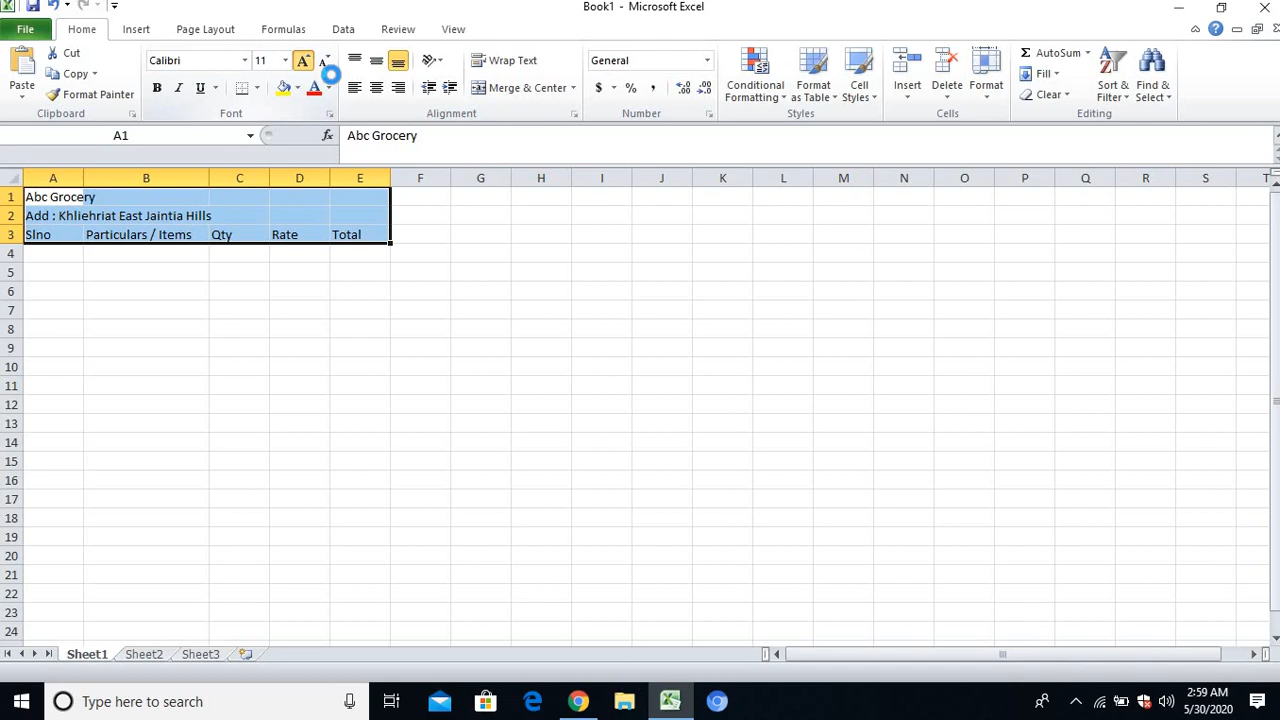 Book1 - Microsoft Excel
File Home Insert Page Layout Formulas Data Review View
Paste Cut Copy Format Painter Clipboard
Calibri 11 B I U A A Font
Wrap Text Merge & Center Alignment
General $ % , .0 .00 .00 .0 Number
Conditional Formatting Format as Table Cell Styles Styles
Insert Delete Format Cells
Σ AutoSum Fill Clear Sort & Filter Find & Select Editing
A1 fx Abc Grocery
A B C D E F G H I J K L M N O P Q R S T
1 Abc Grocery
2 Add : Khliehriat East Jaintia Hills
3 Slno Particulars / Items Qty Rate Total
4
5
6
7
8
9
10
11
12
13
14
15
16
17
18
19
20
21
22
23
24
Sheet1 Sheet2 Sheet3
Type here to search
2:59 AM
5/30/2020